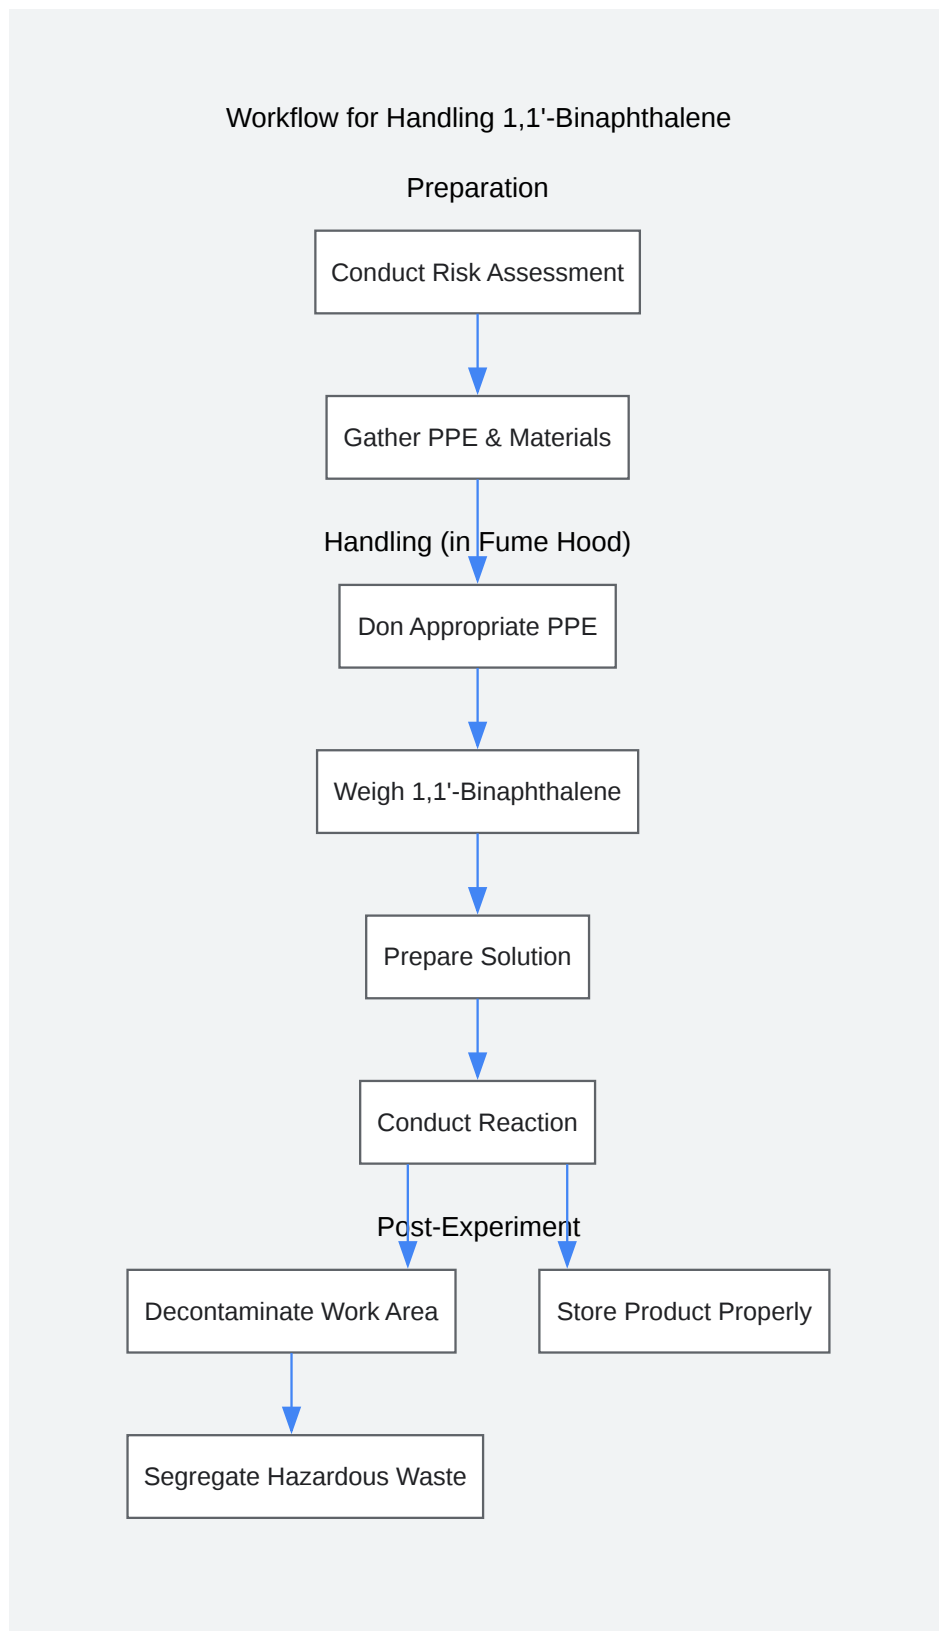 Workflow for Handling 1,1'-Binaphthalene
Preparation
Conduct Risk Assessment
Gather PPE & Materials
Handling (in Fume Hood)
Don Appropriate PPE
Weigh 1,1'-Binaphthalene
Prepare Solution
Conduct Reaction
Post-Experiment
Decontaminate Work Area
Store Product Properly
Segregate Hazardous Waste